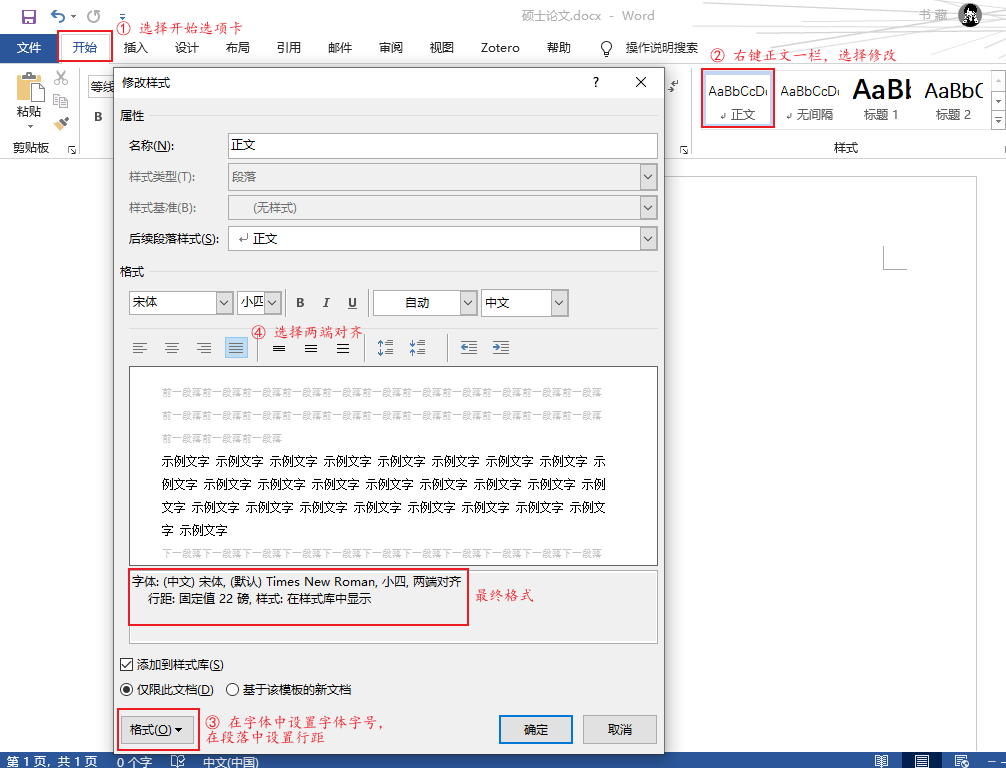 硕士论文.docx - Word
书 藏
① 选择开始选项卡
文件 开始 插入 设计 布局 引用 邮件 审阅 视图 Zotero 帮助 操作说明搜索
② 右键正文一栏，选择修改
粘贴
剪贴板
等线
B
AaBbCcDı AaBbCcDı AaBb AaBbC
↲ 正文 ↲ 无间隔 标题 1 标题 2
样式
修改样式 ?
属性
名称(N): 正文
样式类型(T): 段落
样式基准(B): (无样式)
后续段落样式(S): ↵ 正文
格式
宋体 小四 B I U 自动 中文
④ 选择两端对齐
前一段落前一段落前一段落前一段落前一段落前一段落前一段落前一段落前一段落前一段落前一段落
前一段落前一段落前一段落前一段落前一段落前一段落前一段落前一段落前一段落前一段落前一段落
前一段落前一段落前一段落
示例文字 示例文字 示例文字 示例文字 示例文字 示例文字 示例文字 示例文字 示
例文字 示例文字 示例文字 示例文字 示例文字 示例文字 示例文字 示例文字 示例
文字 示例文字 示例文字 示例文字 示例文字 示例文字 示例文字 示例文字 示例文
字 示例文字
下一段落下一段落下一段落下一段落下一段落下一段落下一段落下一段落下一段落下一段落下一段落
字体: (中文) 宋体, (默认) Times New Roman, 小四, 两端对齐
行距: 固定值 22 磅, 样式: 在样式库中显示
最终格式
添加到样式库(S)
仅限此文档(D) 基于该模板的新文档
格式(O)
③ 在字体中设置字体字号，
在段落中设置行距
确定 取消
第 1 页，共 1 页 0 个字 中文(中国)